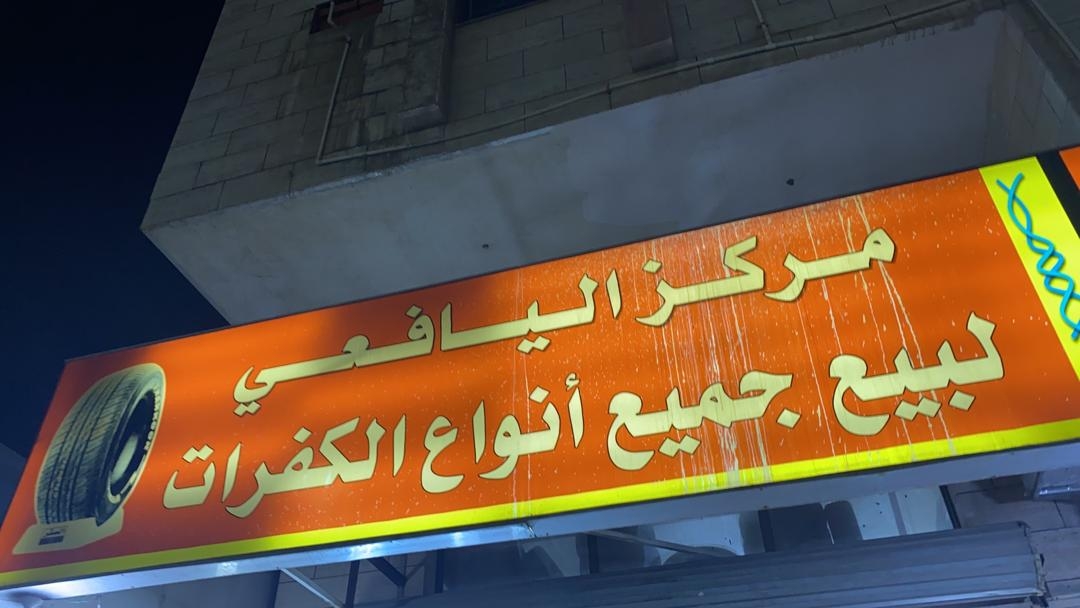 مركز اليافعي
لبيع جميع أنواع الكفرات